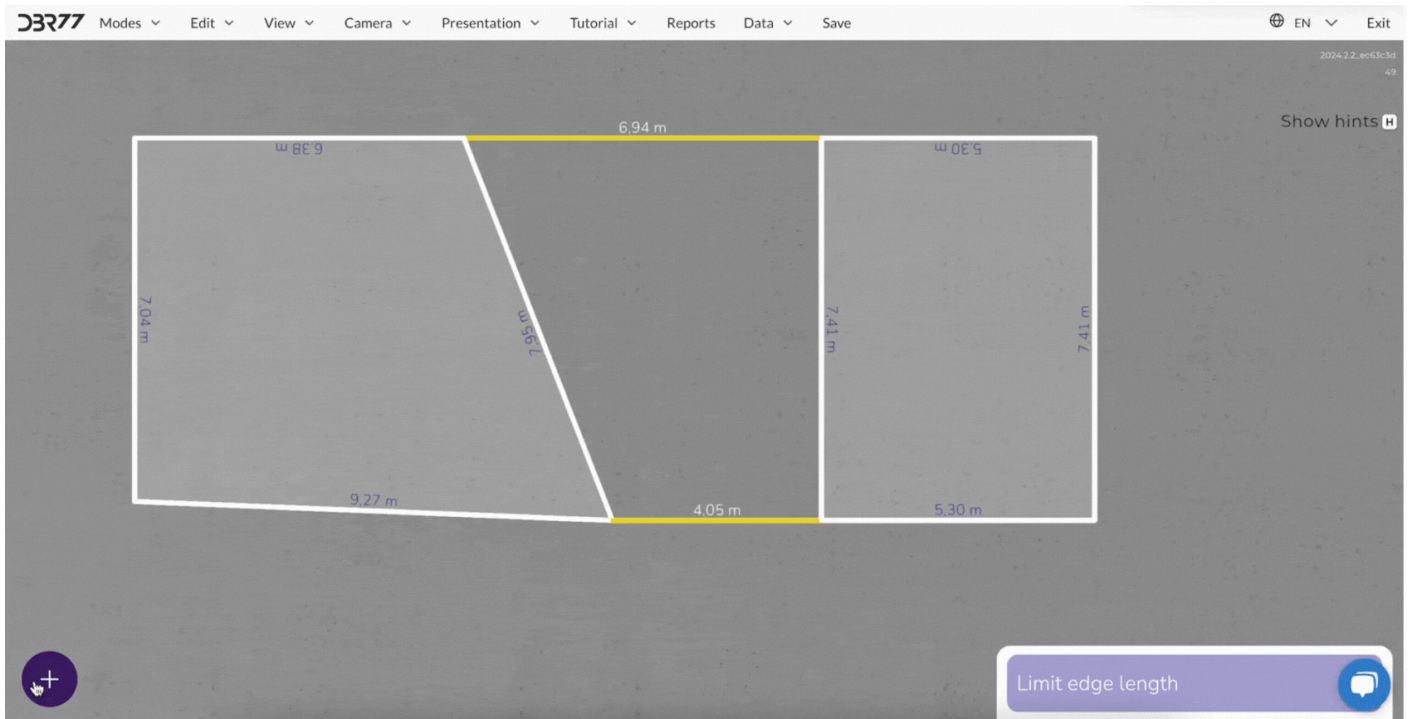 DBR77 Modes Edit View Camera Presentation Tutorial Reports Data Save EN Exit
2024.2.2_ec63c3d
49
Show hints H
6,94 m
6,38 m
5,30 m
7,04 m
7,95 m
7,41 m
7,41 m
9,27 m
4,05 m
5,30 m
Limit edge length